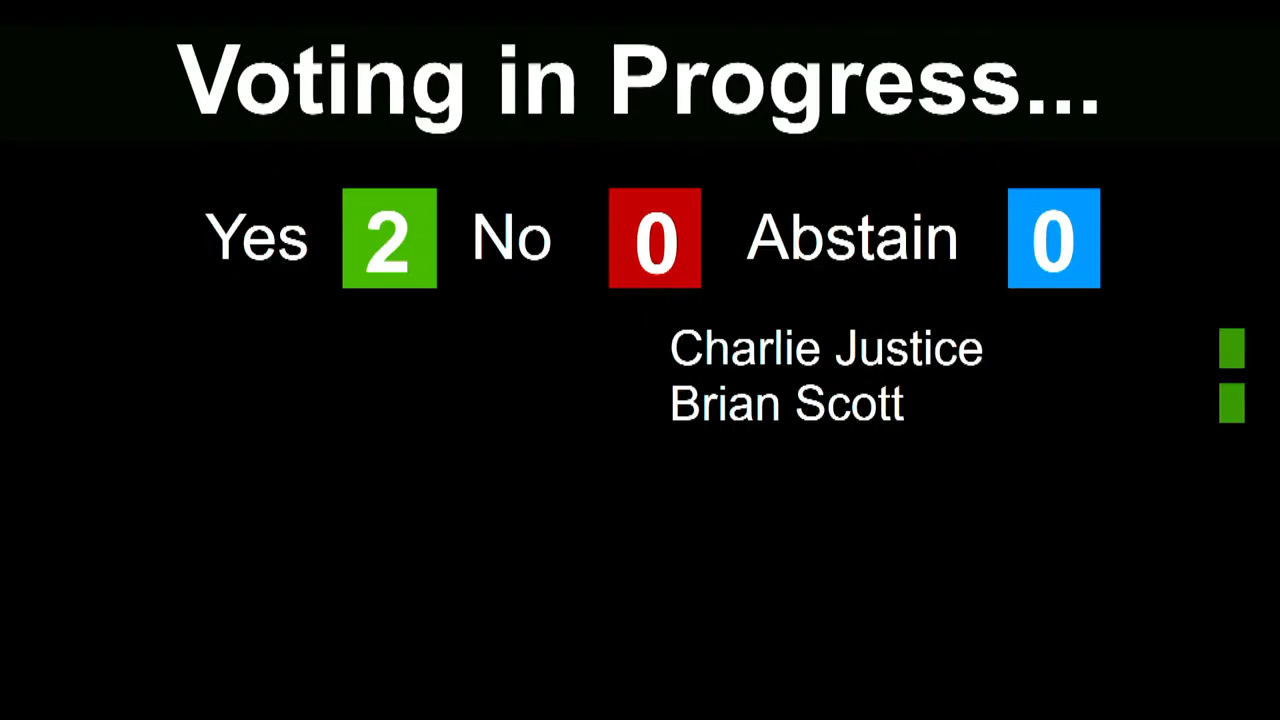 Voting in Progress...
Yes 2 No 0 Abstain 0
Charlie Justice
Brian Scott